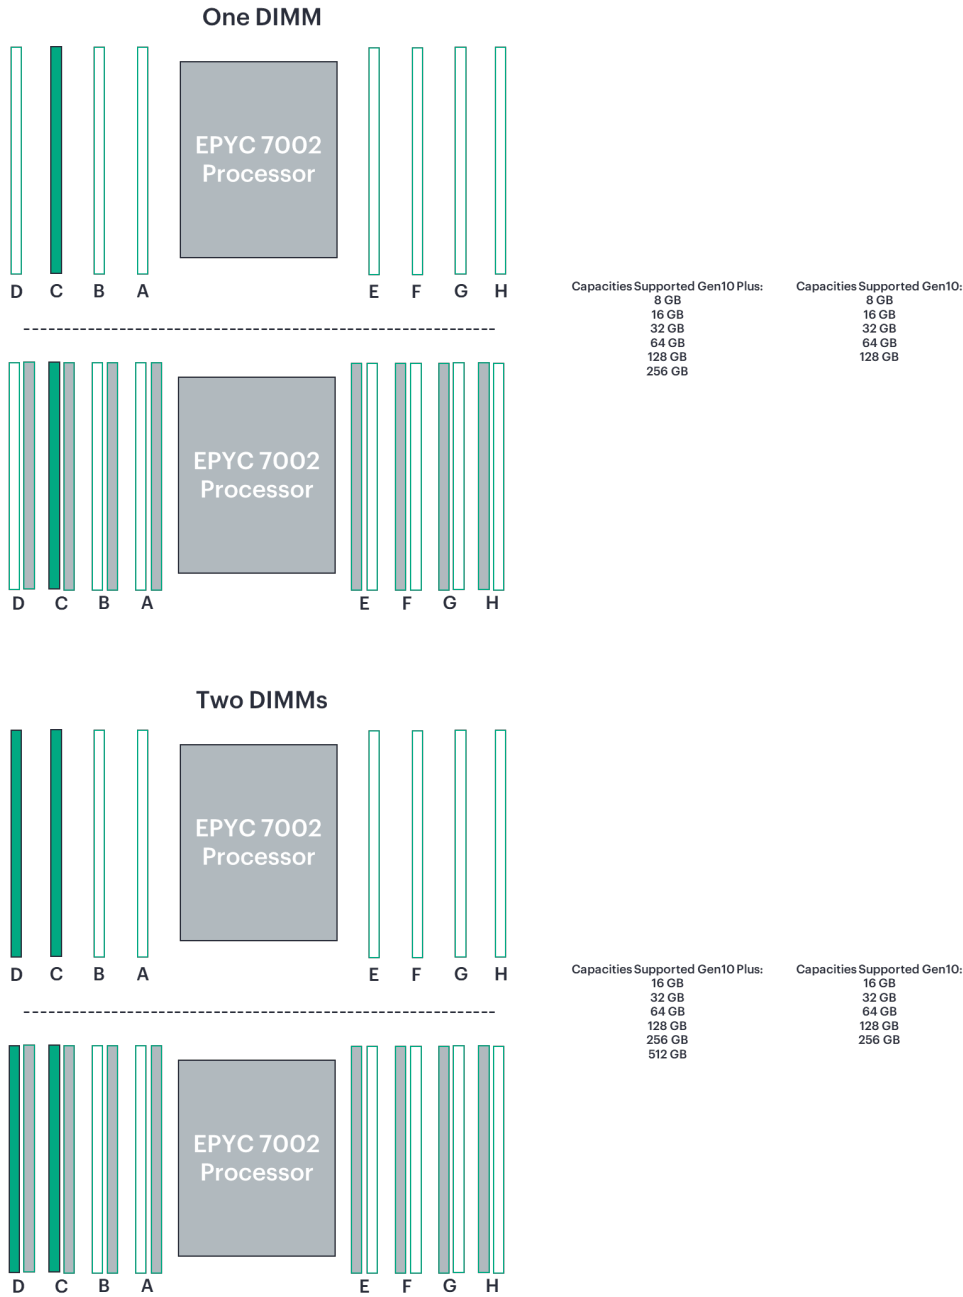 One DIMM
EPYC 7002
Processor
D C B A E F G H
Capacities Supported Gen10 Plus:
8 GB
16 GB
32 GB
64 GB
128 GB
256 GB
Capacities Supported Gen10:
8 GB
16 GB
32 GB
64 GB
128 GB
EPYC 7002
Processor
D C B A E F G H
Two DIMMs
EPYC 7002
Processor
D C B A E F G H
Capacities Supported Gen10 Plus:
16 GB
32 GB
64 GB
128 GB
256 GB
512 GB
Capacities Supported Gen10:
16 GB
32 GB
64 GB
128 GB
256 GB
EPYC 7002
Processor
D C B A E F G H